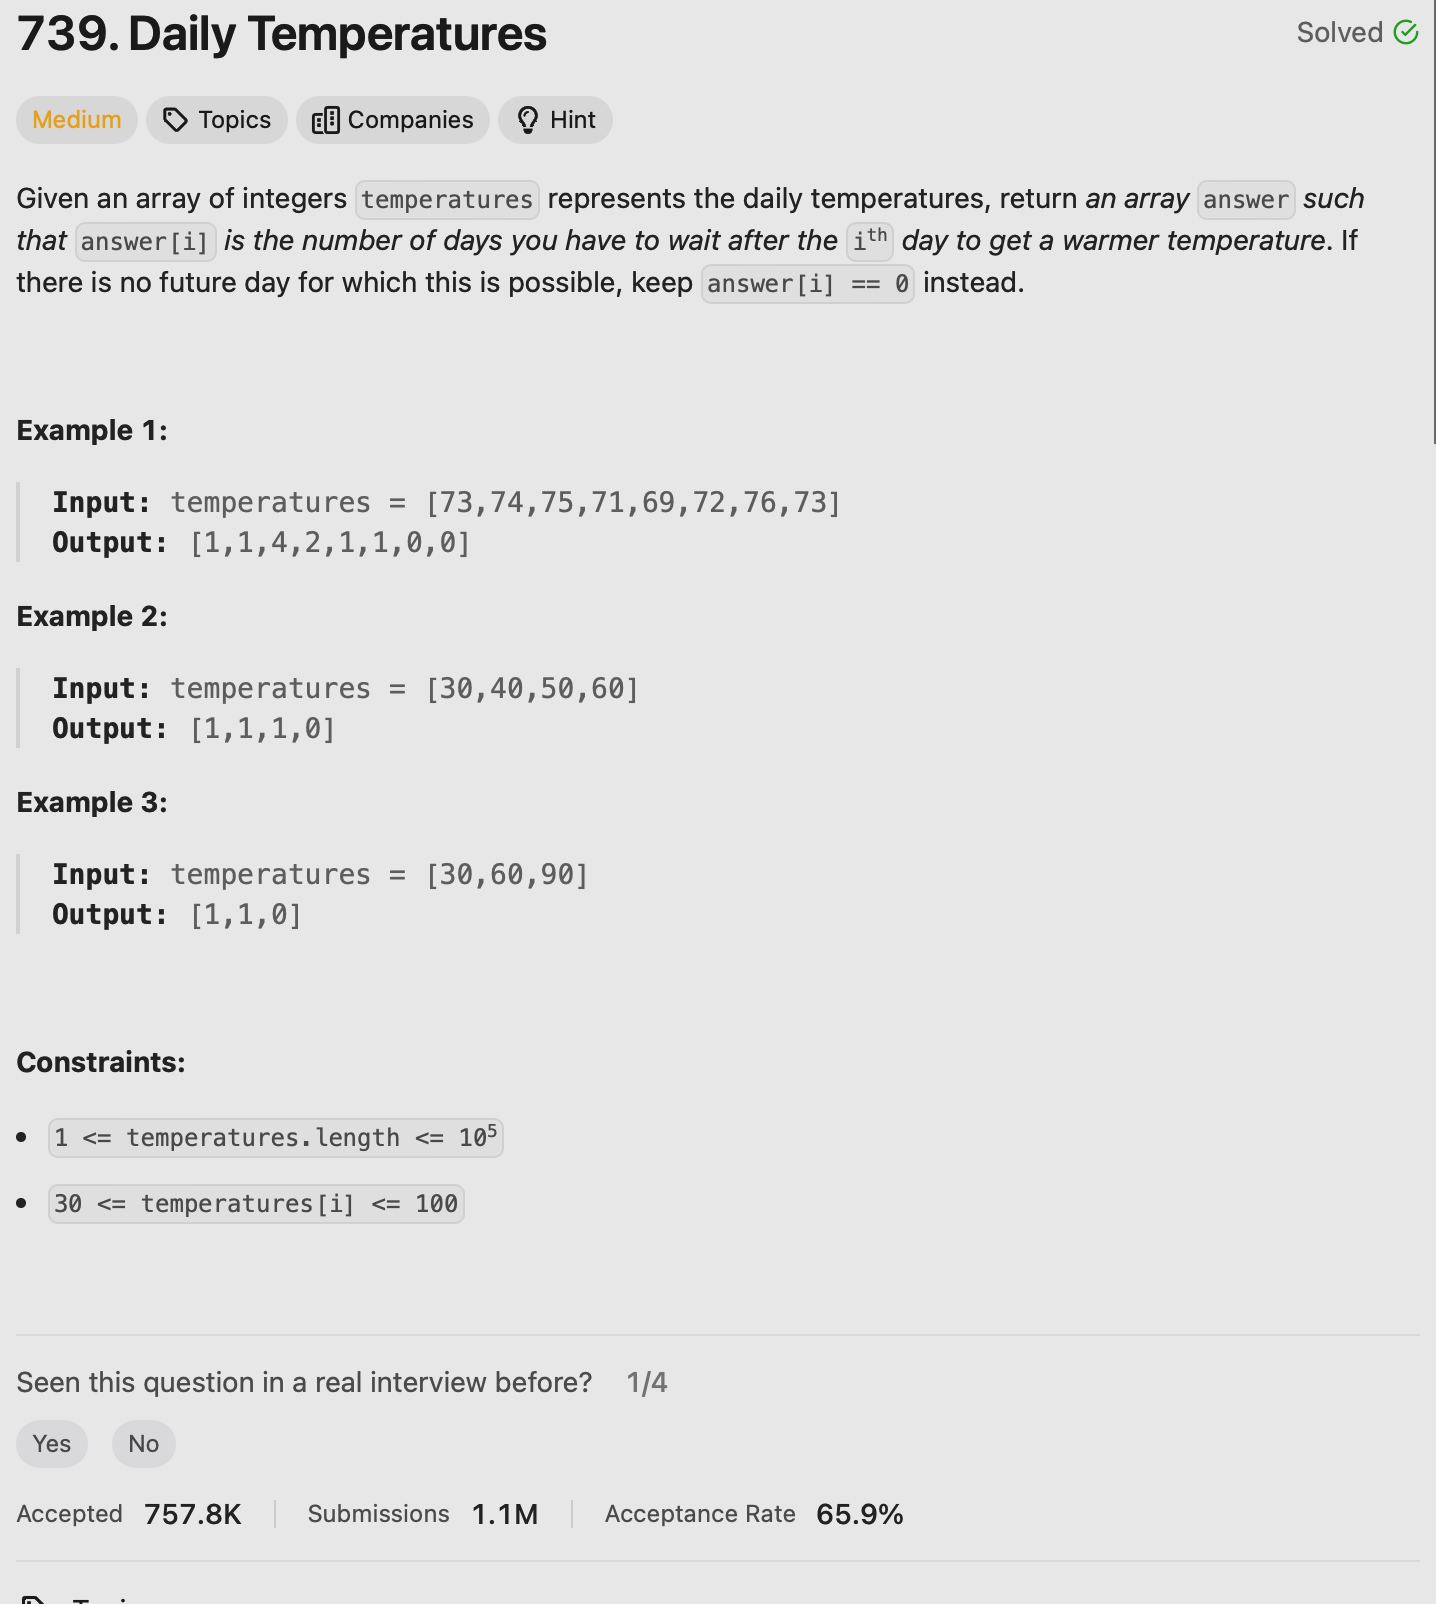 739. Daily Temperatures
Solved
Medium Topics Companies Hint
Given an array of integers temperatures represents the daily temperatures, return an array answer such
that answer[i] is the number of days you have to wait after the ith day to get a warmer temperature. If
there is no future day for which this is possible, keep answer[i] == 0 instead.
Example 1:
Input: temperatures = [73,74,75,71,69,72,76,73]
Output: [1,1,4,2,1,1,0,0]
Example 2:
Input: temperatures = [30,40,50,60]
Output: [1,1,1,0]
Example 3:
Input: temperatures = [30,60,90]
Output: [1,1,0]
Constraints:
1 <= temperatures.length <= 10⁵
30 <= temperatures[i] <= 100
Seen this question in a real interview before? 1/4
Yes No
Accepted 757.8K Submissions 1.1M Acceptance Rate 65.9%